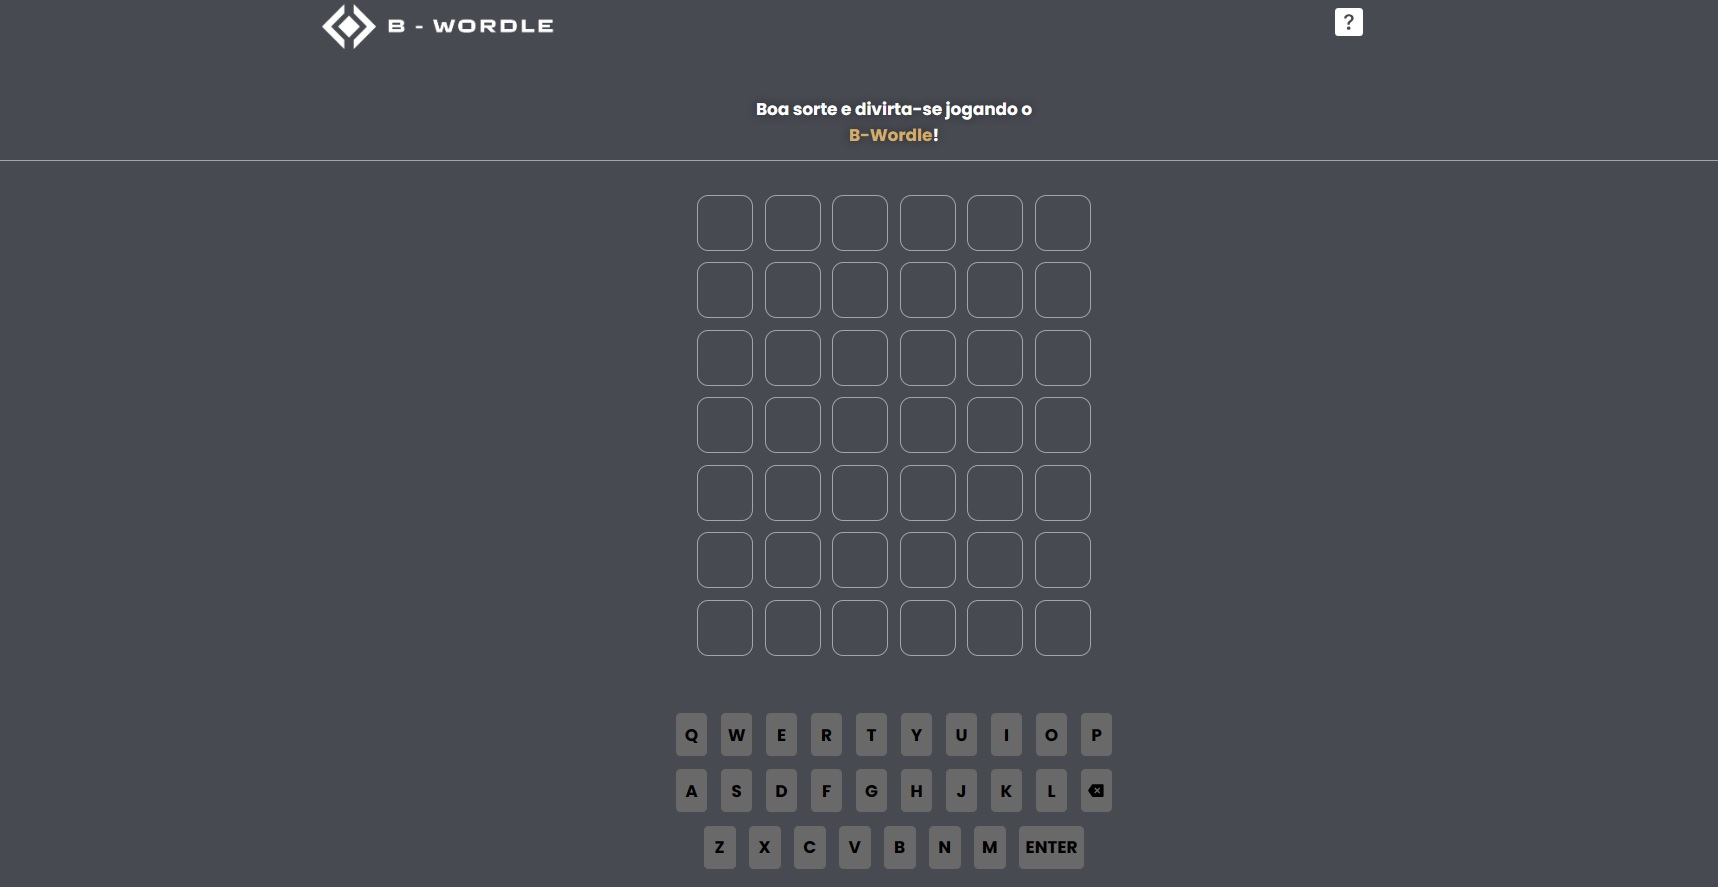 B - WORDLE
?
Boa sorte e divirta-se jogando o
B-Wordle!
Q W E R T Y U I O P
A S D F G H J K L
Z X C V B N M ENTER